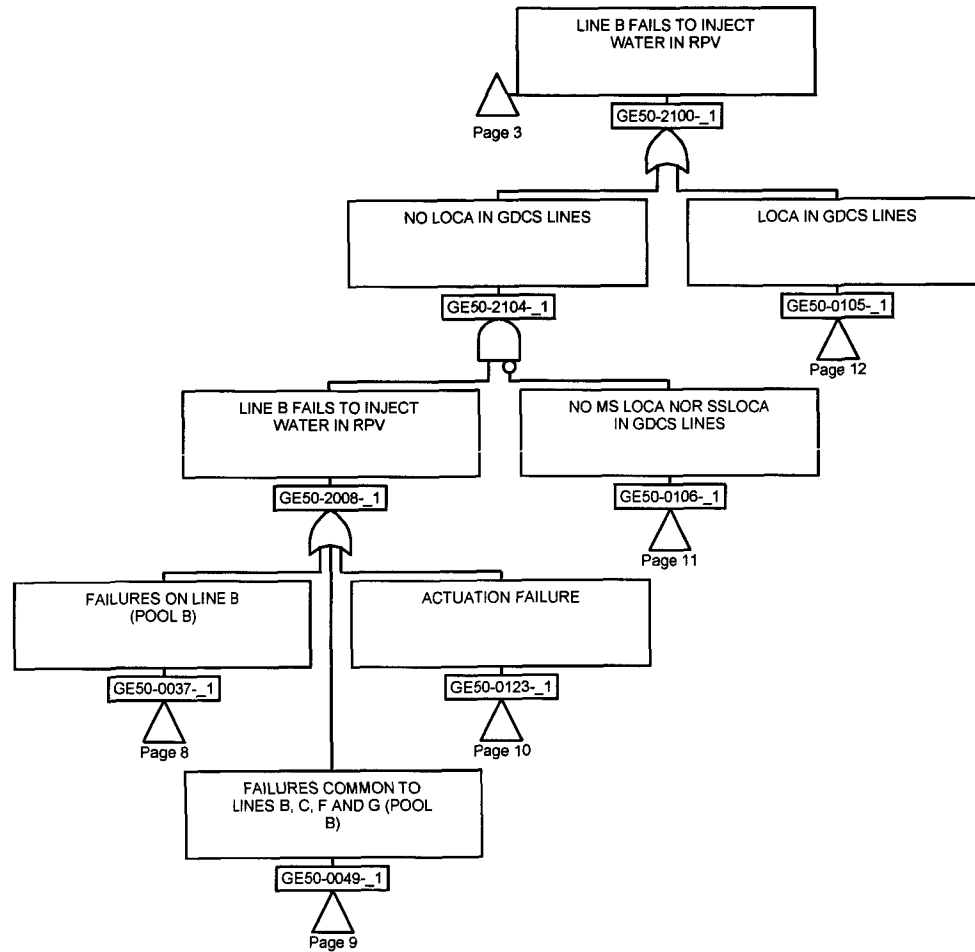 LINE B FAILS TO INJECT
WATER IN RPV
Page 3
GE50-2100-_1
NO LOCA IN GDCS LINES
LOCA IN GDCS LINES
GE50-2104-_1
GE50-0105-_1
Page 12
LINE B FAILS TO INJECT
WATER IN RPV
NO MS LOCA NOR SSLOCA
IN GDCS LINES
GE50-2008-_1
GE50-0106-_1
Page 11
FAILURES ON LINE B
(POOL B)
ACTUATION FAILURE
GE50-0037-_1
GE50-0123-_1
Page 8
Page 10
FAILURES COMMON TO
LINES B, C, F AND G (POOL
B)
GE50-0049-_1
Page 9